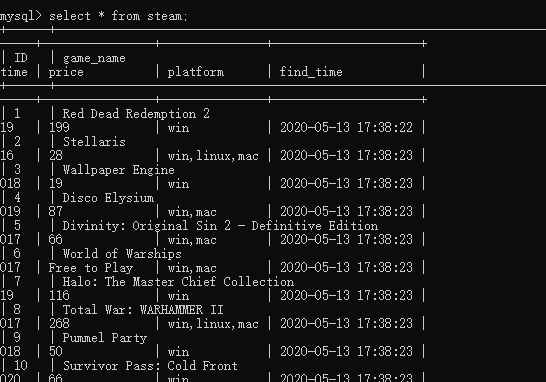 mysql> select * from steam;
| ID | game_name
time | price | platform | find_time |
| 1 | Red Dead Redemption 2
19 | 199 | win | 2020-05-13 17:38:22 |
| 2 | Stellaris
16 | 28 | win,linux,mac | 2020-05-13 17:38:23 |
| 3 | Wallpaper Engine
018 | 19 | win | 2020-05-13 17:38:23 |
| 4 | Disco Elysium
019 | 87 | win,mac | 2020-05-13 17:38:23 |
| 5 | Divinity: Original Sin 2 - Definitive Edition
017 | 66 | win,mac | 2020-05-13 17:38:23 |
| 6 | World of Warships
017 | Free to Play | win,mac | 2020-05-13 17:38:23 |
| 7 | Halo: The Master Chief Collection
19 | 116 | win | 2020-05-13 17:38:23 |
| 8 | Total War: WARHAMMER II
017 | 268 | win,linux,mac | 2020-05-13 17:38:23 |
| 9 | Pummel Party
018 | 50 | win | 2020-05-13 17:38:23 |
| 10 | Survivor Pass: Cold Front
020 | 66 | win | 2020-05-13 17:38:23 |